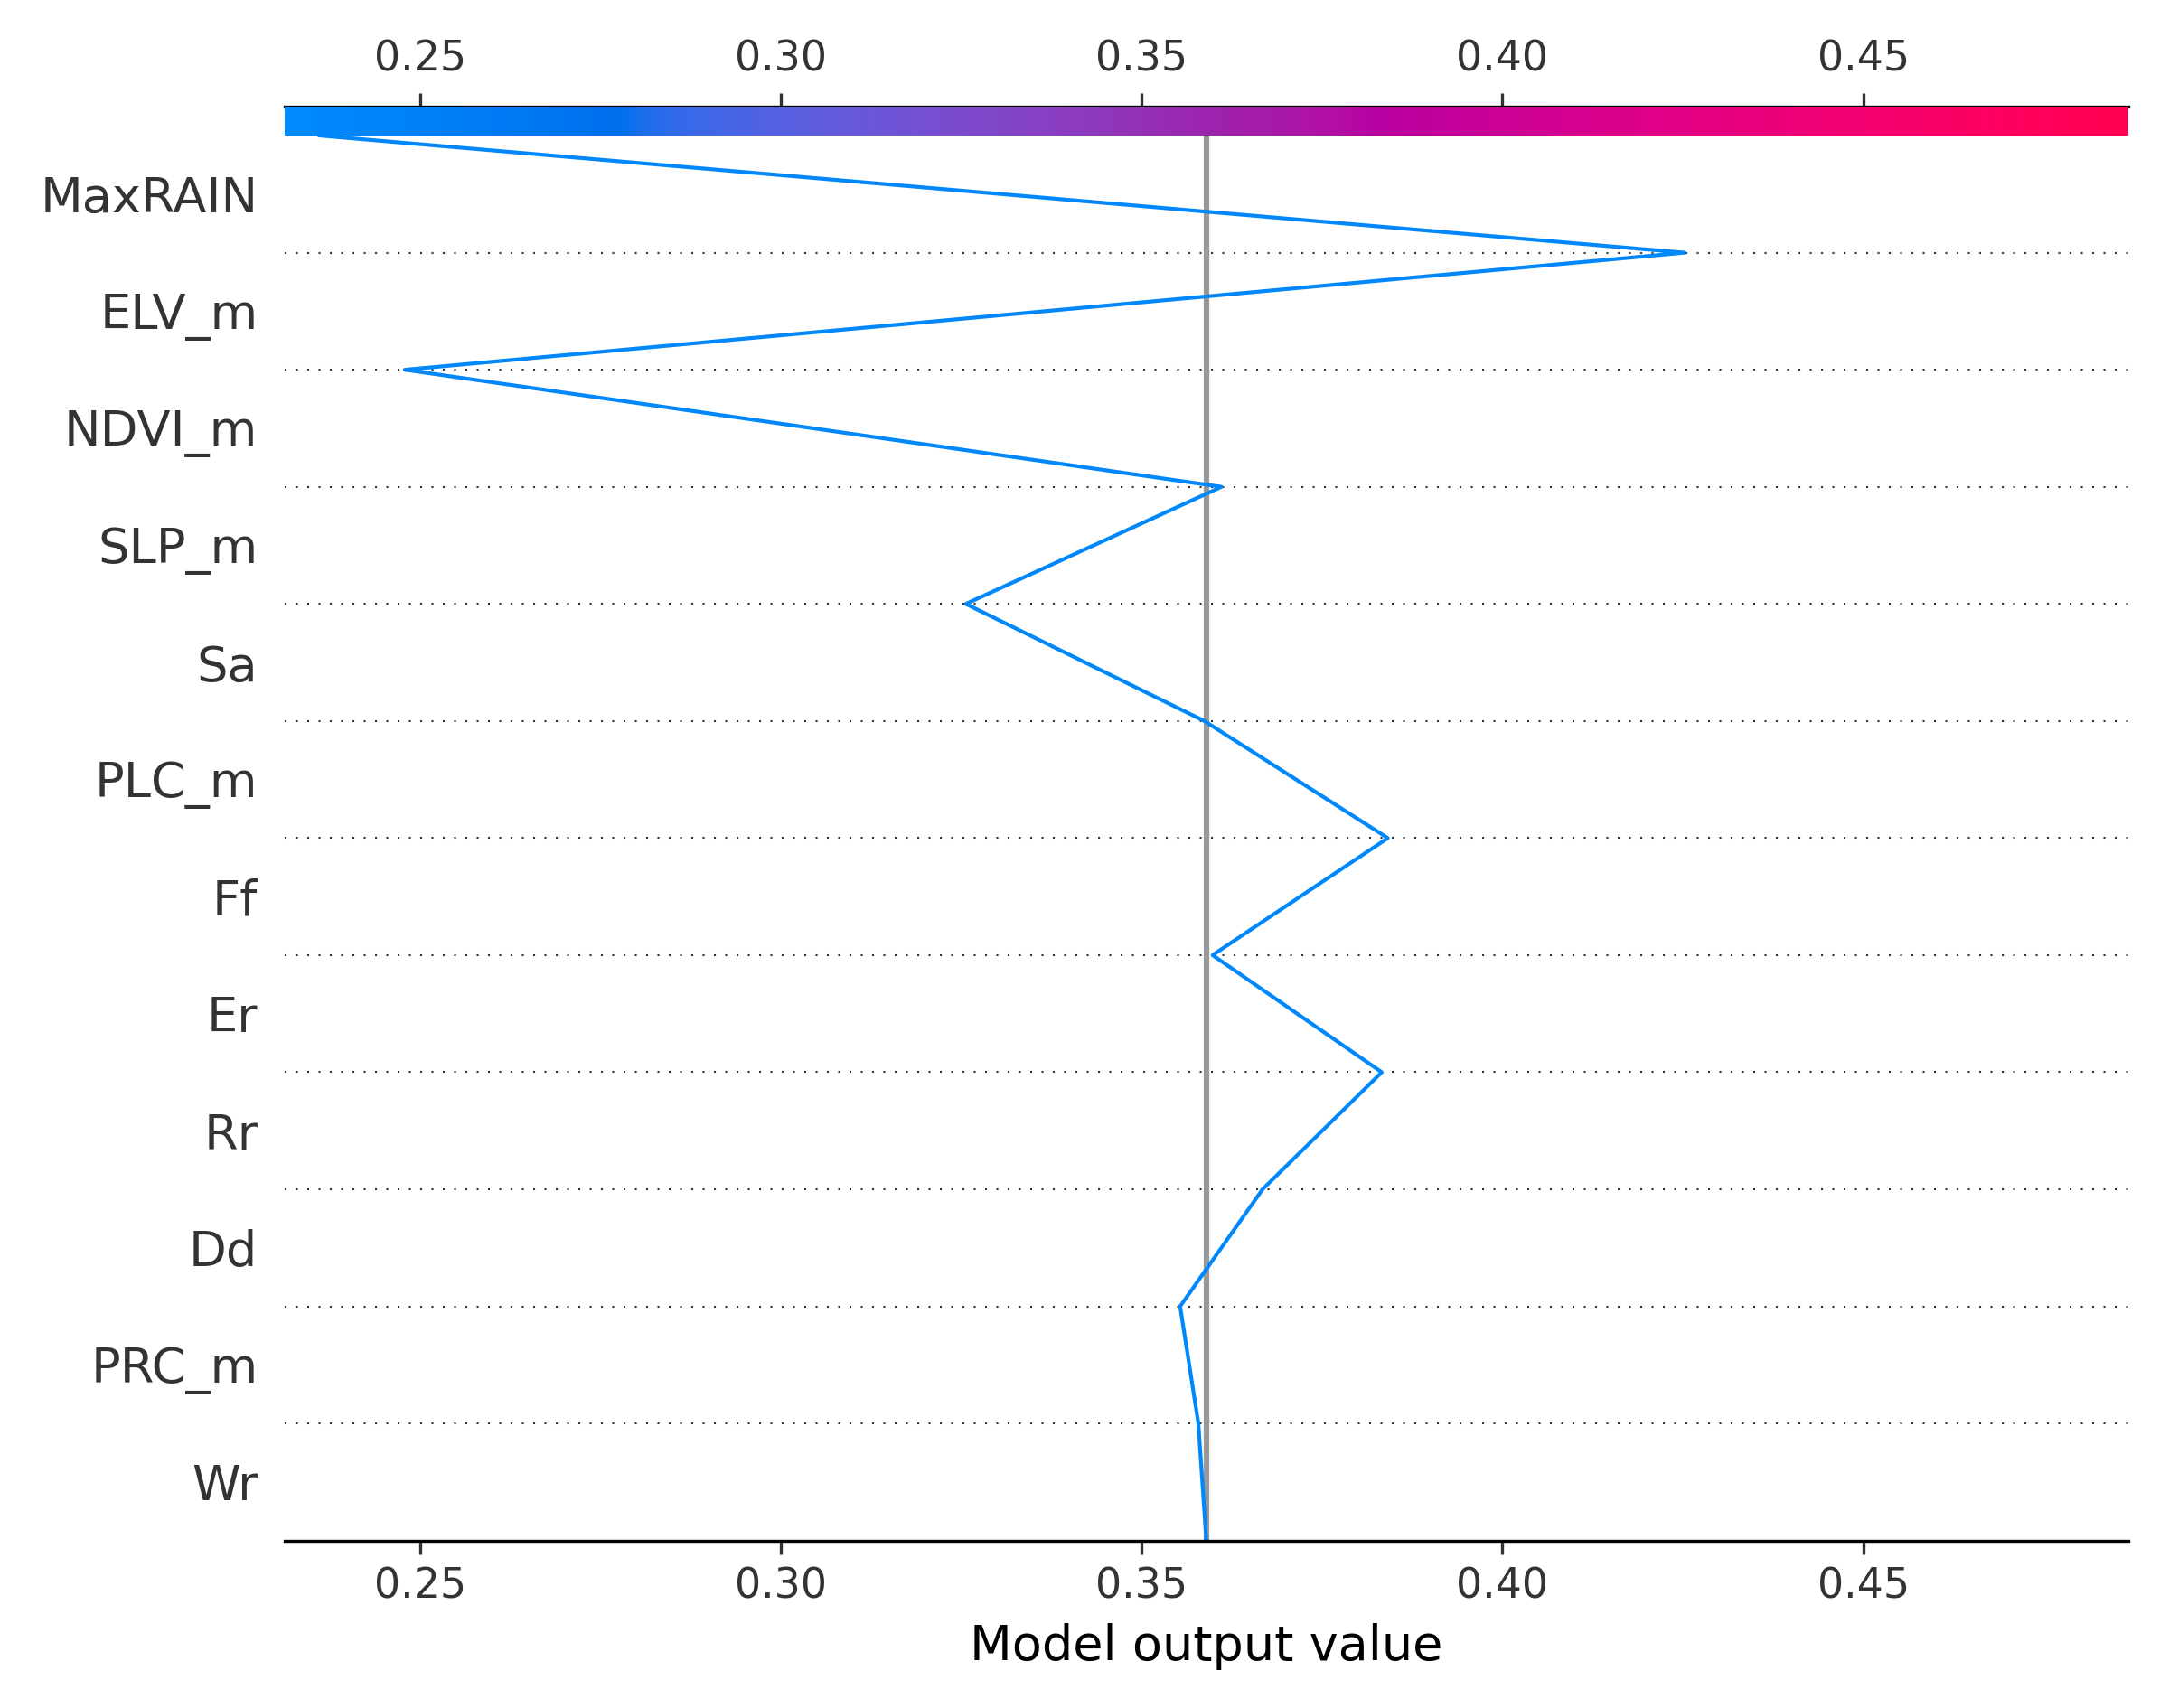 0.25 0.30 0.35 0.40 0.45
MaxRAIN
ELV_m
NDVI_m
SLP_m
Sa
PLC_m
Ff
Er
Rr
Dd
PRC_m
Wr
0.25 0.30 0.35 0.40 0.45
Model output value